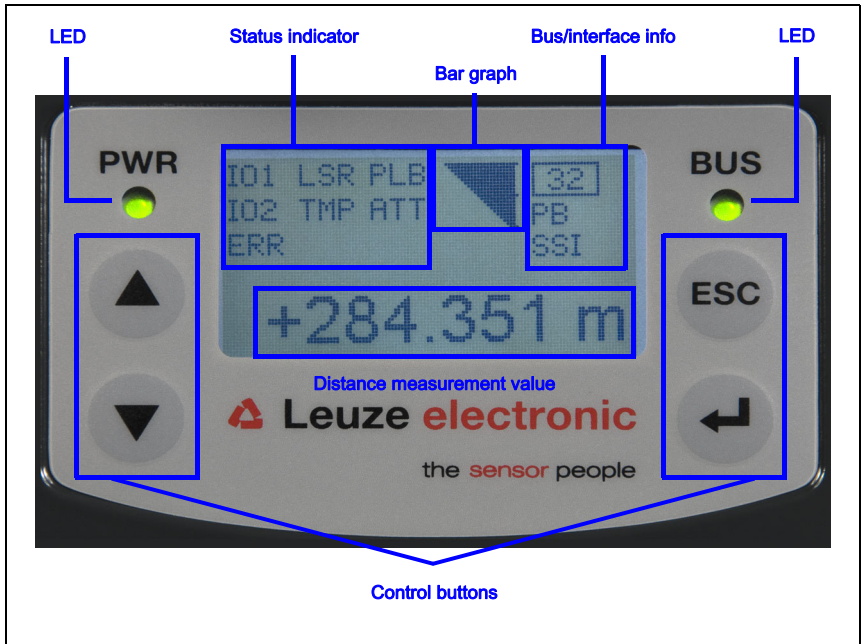 LED
Status indicator
Bus/interface info
LED
Bar graph
PWR
BUS
IO1 LSR PLB
32
IO2 TMP ATT
PB
ERR
SSI
ESC
+284.351 m
Distance measurement value
Leuze electronic
the sensor people
Control buttons